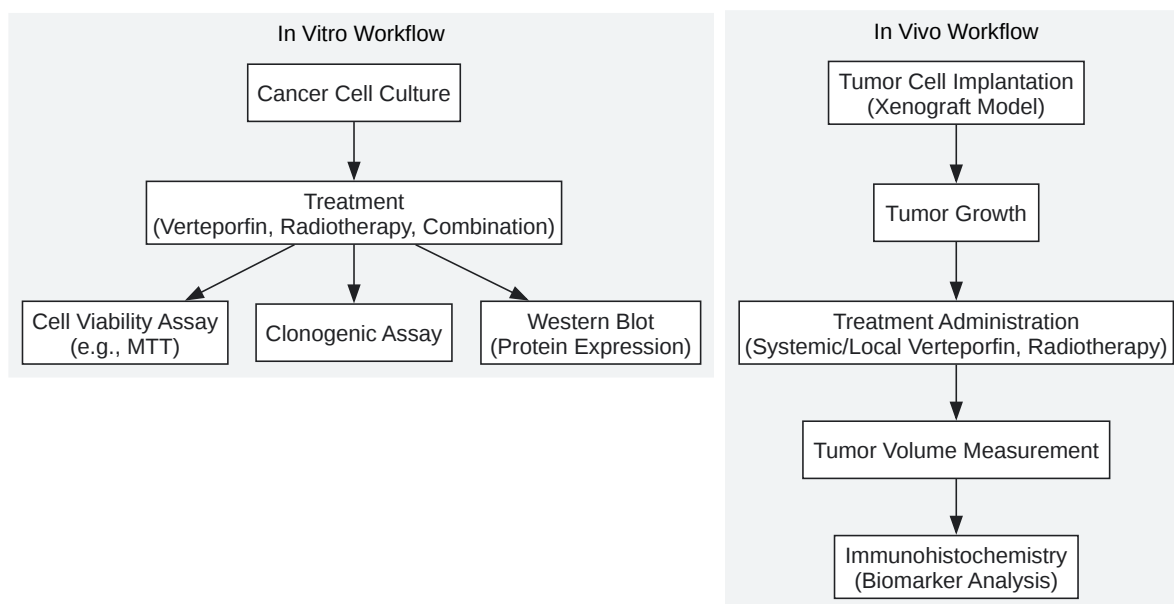 In Vitro Workflow
Cancer Cell Culture
Treatment
(Verteporfin, Radiotherapy, Combination)
Cell Viability Assay
(e.g., MTT)
Clonogenic Assay
Western Blot
(Protein Expression)
In Vivo Workflow
Tumor Cell Implantation
(Xenograft Model)
Tumor Growth
Treatment Administration
(Systemic/Local Verteporfin, Radiotherapy)
Tumor Volume Measurement
Immunohistochemistry
(Biomarker Analysis)